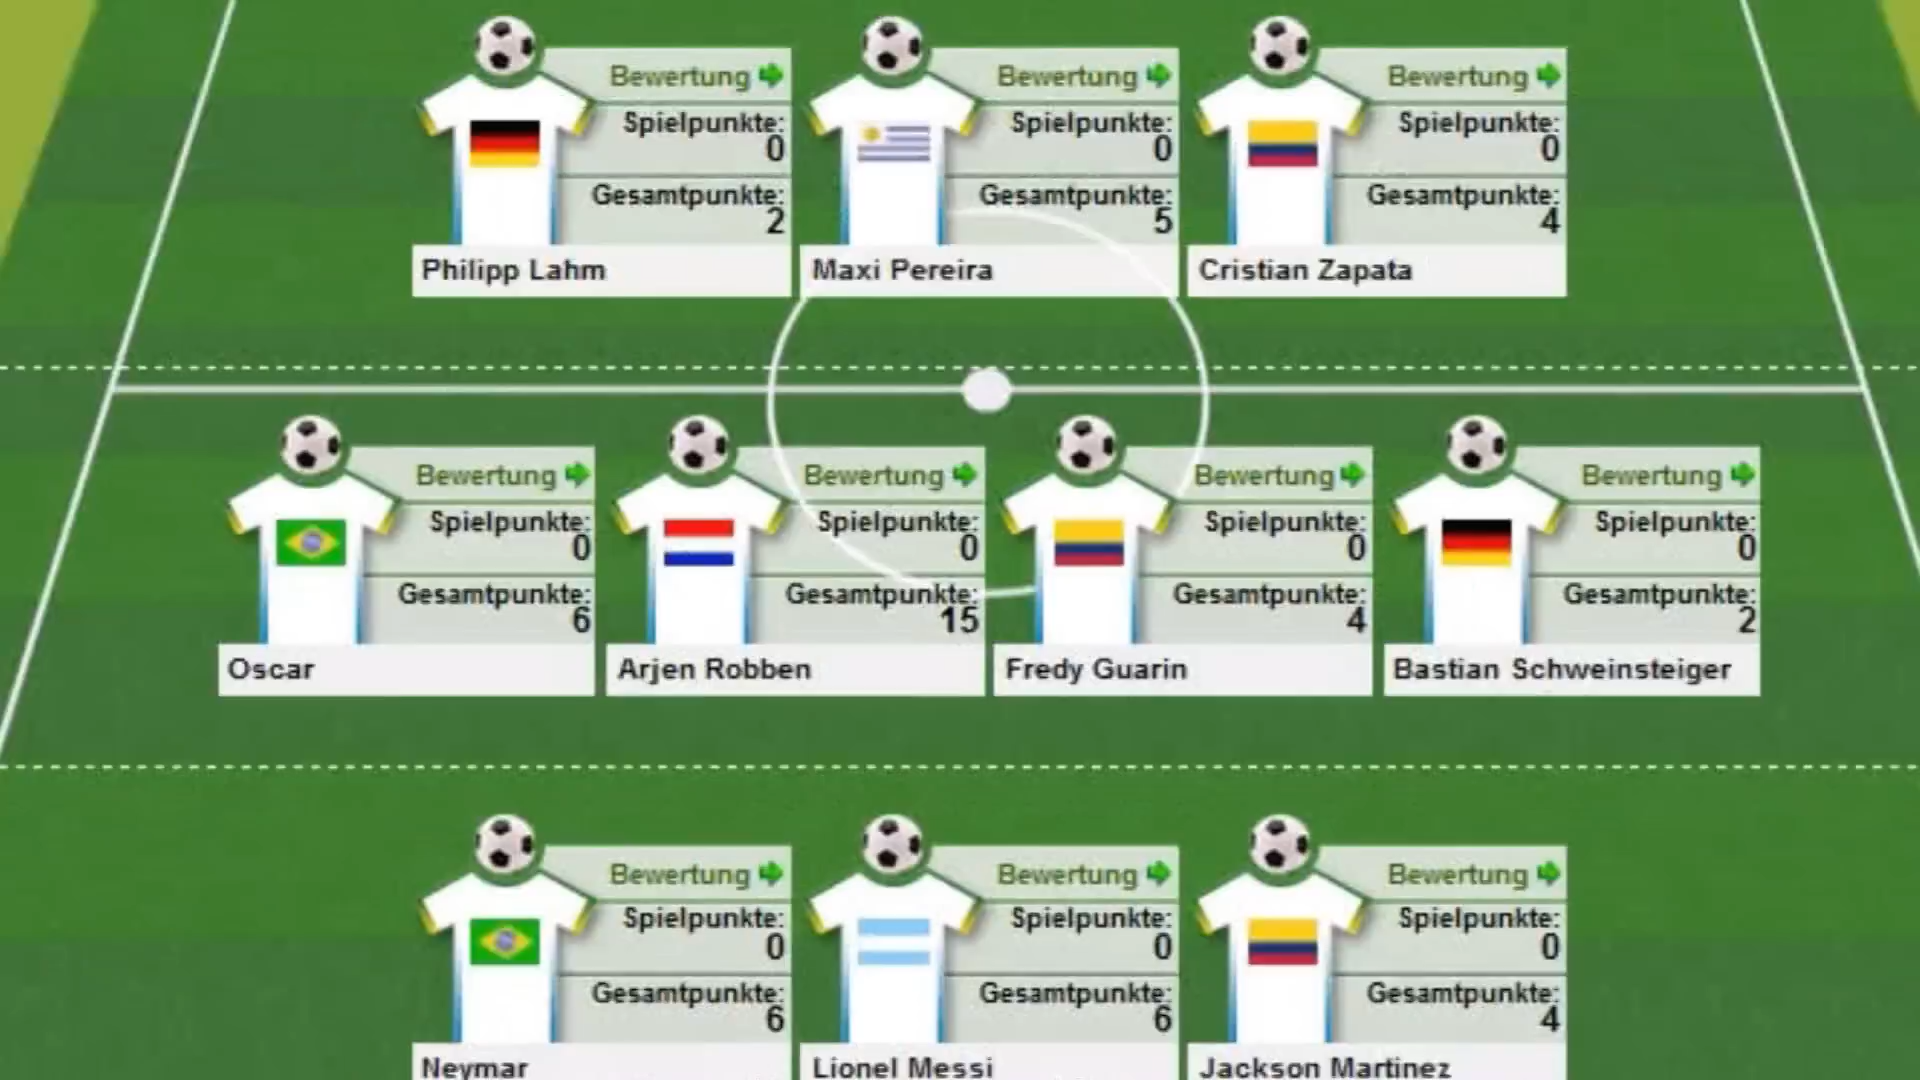 Bewertung
Spielpunkte:
0
Gesamtpunkte:
2
Philipp Lahm
Bewertung
Spielpunkte:
0
Gesamtpunkte:
5
Maxi Pereira
Bewertung
Spielpunkte:
0
Gesamtpunkte:
4
Cristian Zapata
Bewertung
Spielpunkte:
0
Gesamtpunkte:
6
Oscar
Bewertung
Spielpunkte:
0
Gesamtpunkte:
15
Arjen Robben
Bewertung
Spielpunkte:
0
Gesamtpunkte:
4
Fredy Guarin
Bewertung
Spielpunkte:
0
Gesamtpunkte:
2
Bastian Schweinsteiger
Bewertung
Spielpunkte:
0
Gesamtpunkte:
6
Neymar
Bewertung
Spielpunkte:
0
Gesamtpunkte:
6
Lionel Messi
Bewertung
Spielpunkte:
0
Gesamtpunkte:
4
Jackson Martinez